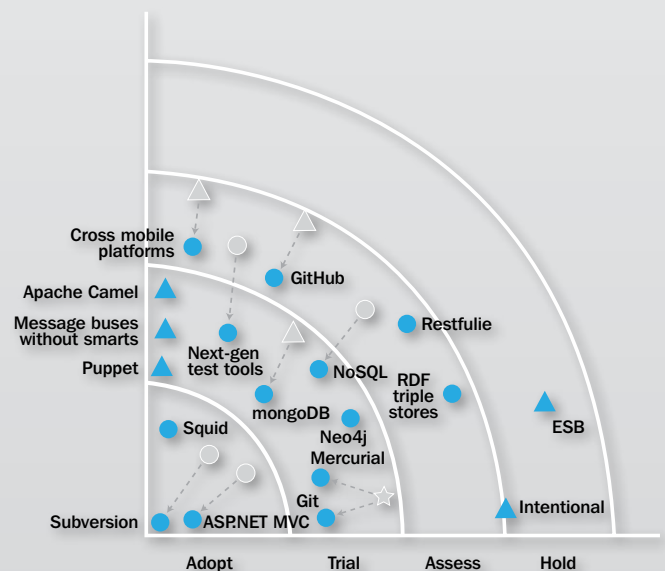 Cross mobile
platforms
GitHub
Apache Camel
Message buses
without smarts
Restfulie
Next-gen
test tools
Puppet
NoSQL
RDF
triple
stores
mongoDB
Neo4j
ESB
Squid
Mercurial
Git
Intentional
Subversion
ASP.NET MVC
Adopt
Trial
Assess
Hold